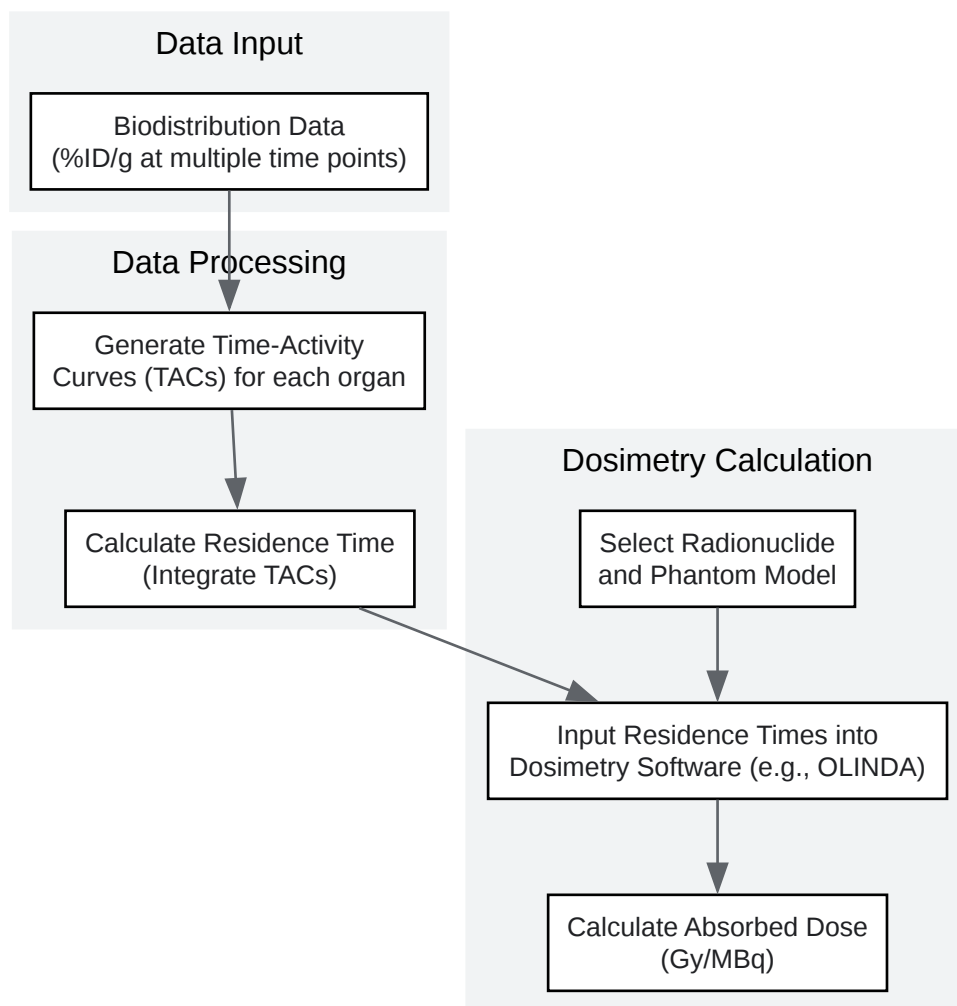 Data Input
Biodistribution Data
(%ID/g at multiple time points)
Data Processing
Generate Time-Activity
Curves (TACs) for each organ
Calculate Residence Time
(Integrate TACs)
Dosimetry Calculation
Select Radionuclide
and Phantom Model
Input Residence Times into
Dosimetry Software (e.g., OLINDA)
Calculate Absorbed Dose
(Gy/MBq)